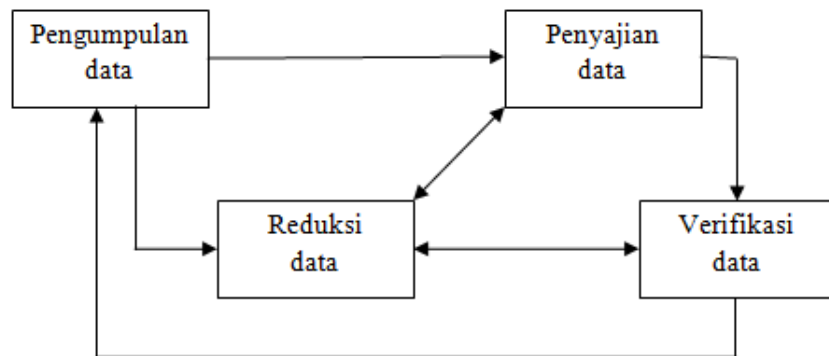 Pengumpulan
data
Penyajian
data
Reduksi
data
Verifikasi
data